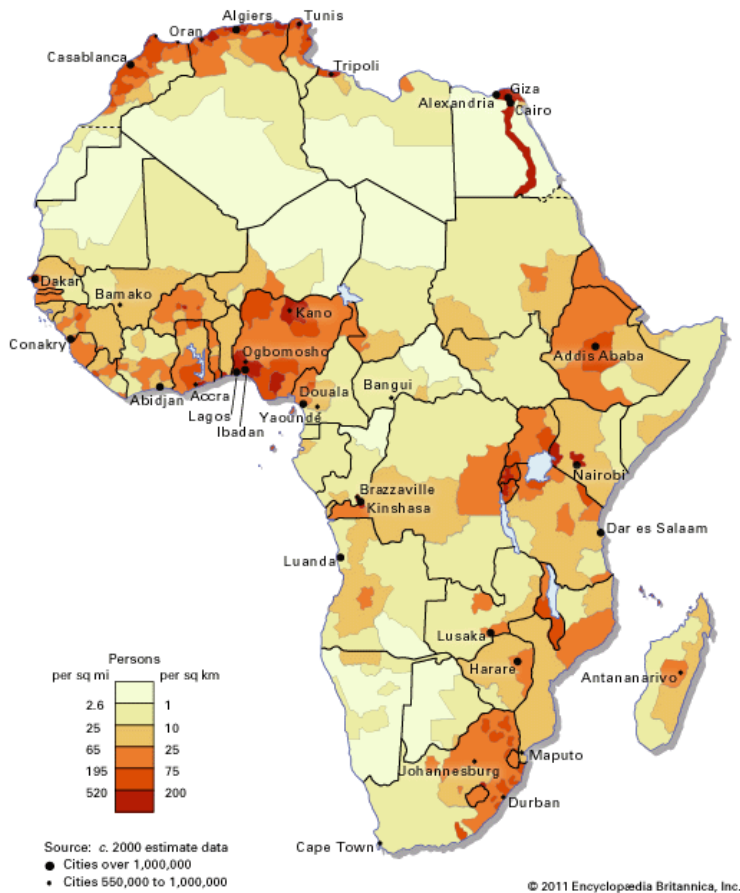 Algiers
Tunis
Oran
Casablanca
Tripoli
Giza
Alexandria
Cairo
Dakar
Bamako
Kano
Conakry
Ogbomosho
Addis Ababa
Douala
Bangui
Abidjan
Accra
Lagos
Yaoundé
Ibadan
Nairobi
Brazzaville
Kinshasa
Dar es Salaam
Luanda
Lusaka
Harare
Antananarivo
Maputo
Johannesburg
Durban
Cape Town
Persons
per sq mi per sq km
2.6 1
25 10
65 25
195 75
520 200
Source: c. 2000 estimate data
Cities over 1,000,000
Cities 550,000 to 1,000,000
© 2011 Encyclopædia Britannica, Inc.